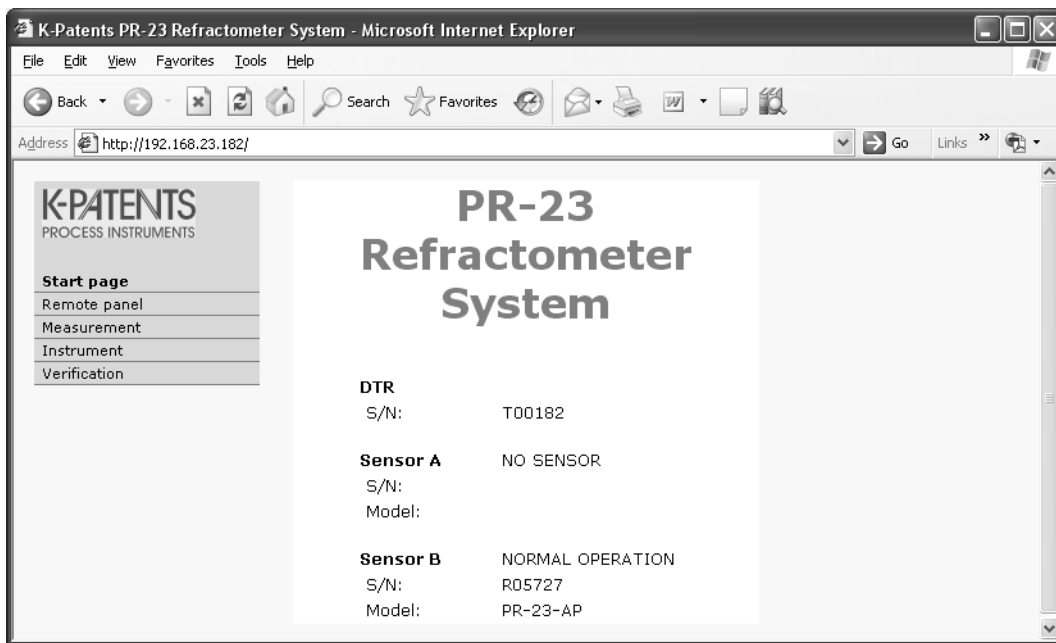 K-Patents PR-23 Refractometer System - Microsoft Internet Explorer
File Edit View Favorites Tools Help
Back Search Favorites
Address http://192.168.23.182/ Go Links »
K-PATENTS
PROCESS INSTRUMENTS
Start page
Remote panel
Measurement
Instrument
Verification
PR-23
Refractometer
System
DTR
S/N: T00182
Sensor A NO SENSOR
S/N:
Model:
Sensor B NORMAL OPERATION
S/N: R05727
Model: PR-23-AP